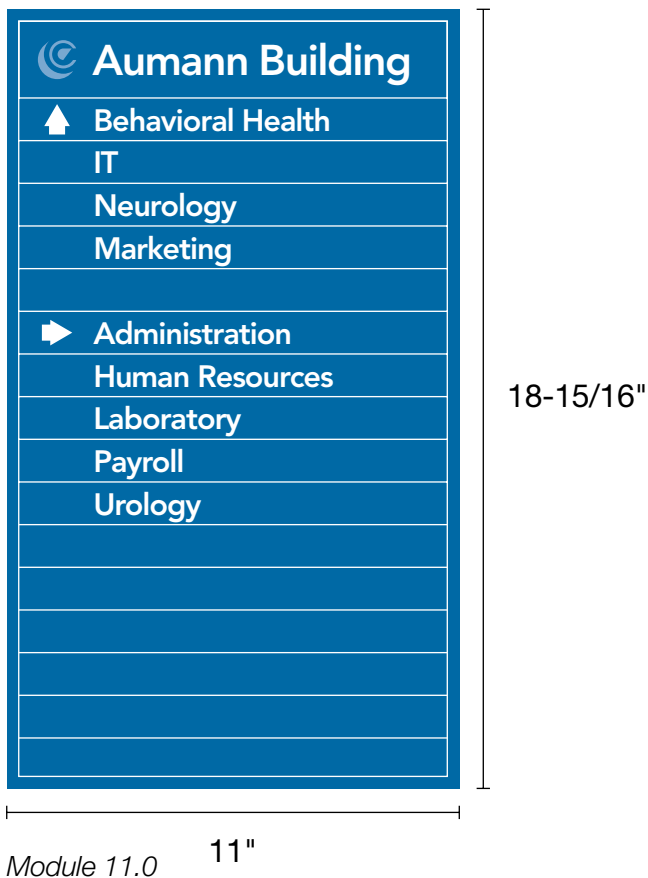 Aumann Building
Behavioral Health
IT
Neurology
Marketing
Administration
Human Resources
Laboratory
Payroll
Urology
18-15/16"
11"
Module 11.0